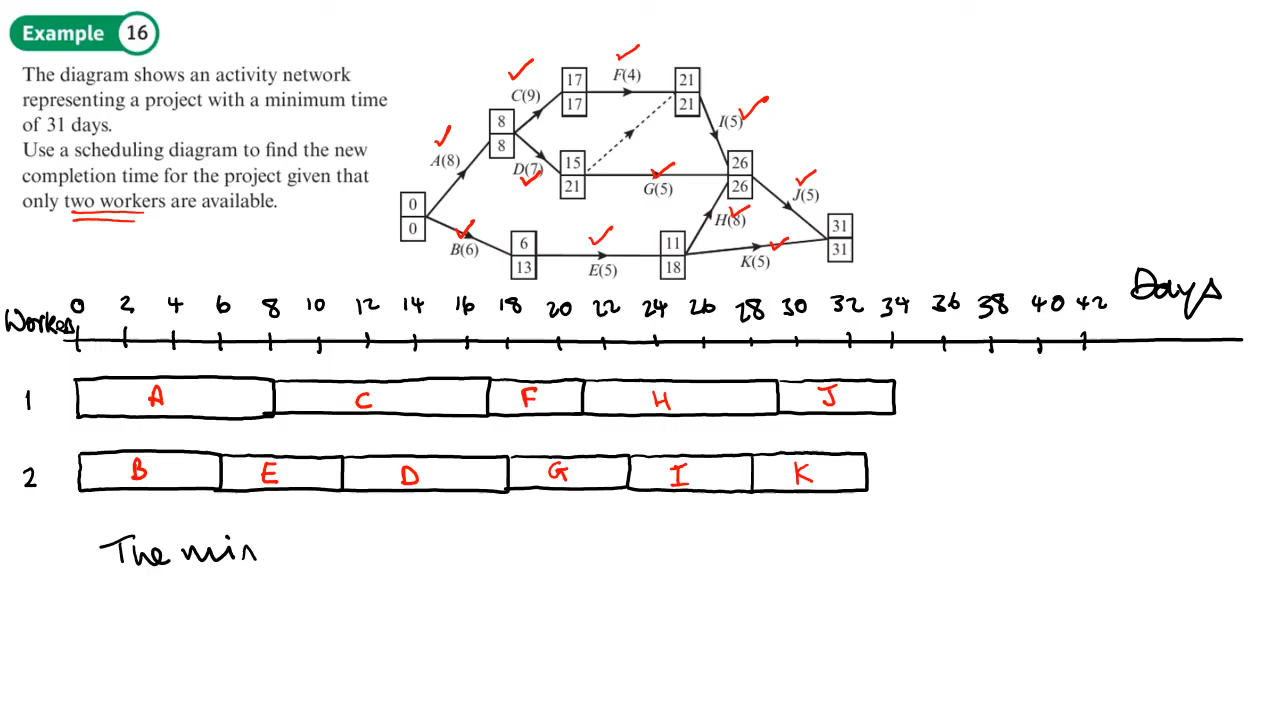 Example 16
The diagram shows an activity network
representing a project with a minimum time
of 31 days.
Use a scheduling diagram to find the new
completion time for the project given that
only two workers are available.
17 F(4) 21
17 21
C(9)
8 I(5)
8
A(8) 15 26
D(7) 21 G(5) 26
J(5)
0 H(8)
0 31
B(6) 6 11 31
13 E(5) 18 K(5)
Days
0 2 4 6 8 10 12 14 16 18 20 22 24 26 28 30 32 34 36 38 40 42
Workers
1 A C F H J
2 B E D G I K
The min